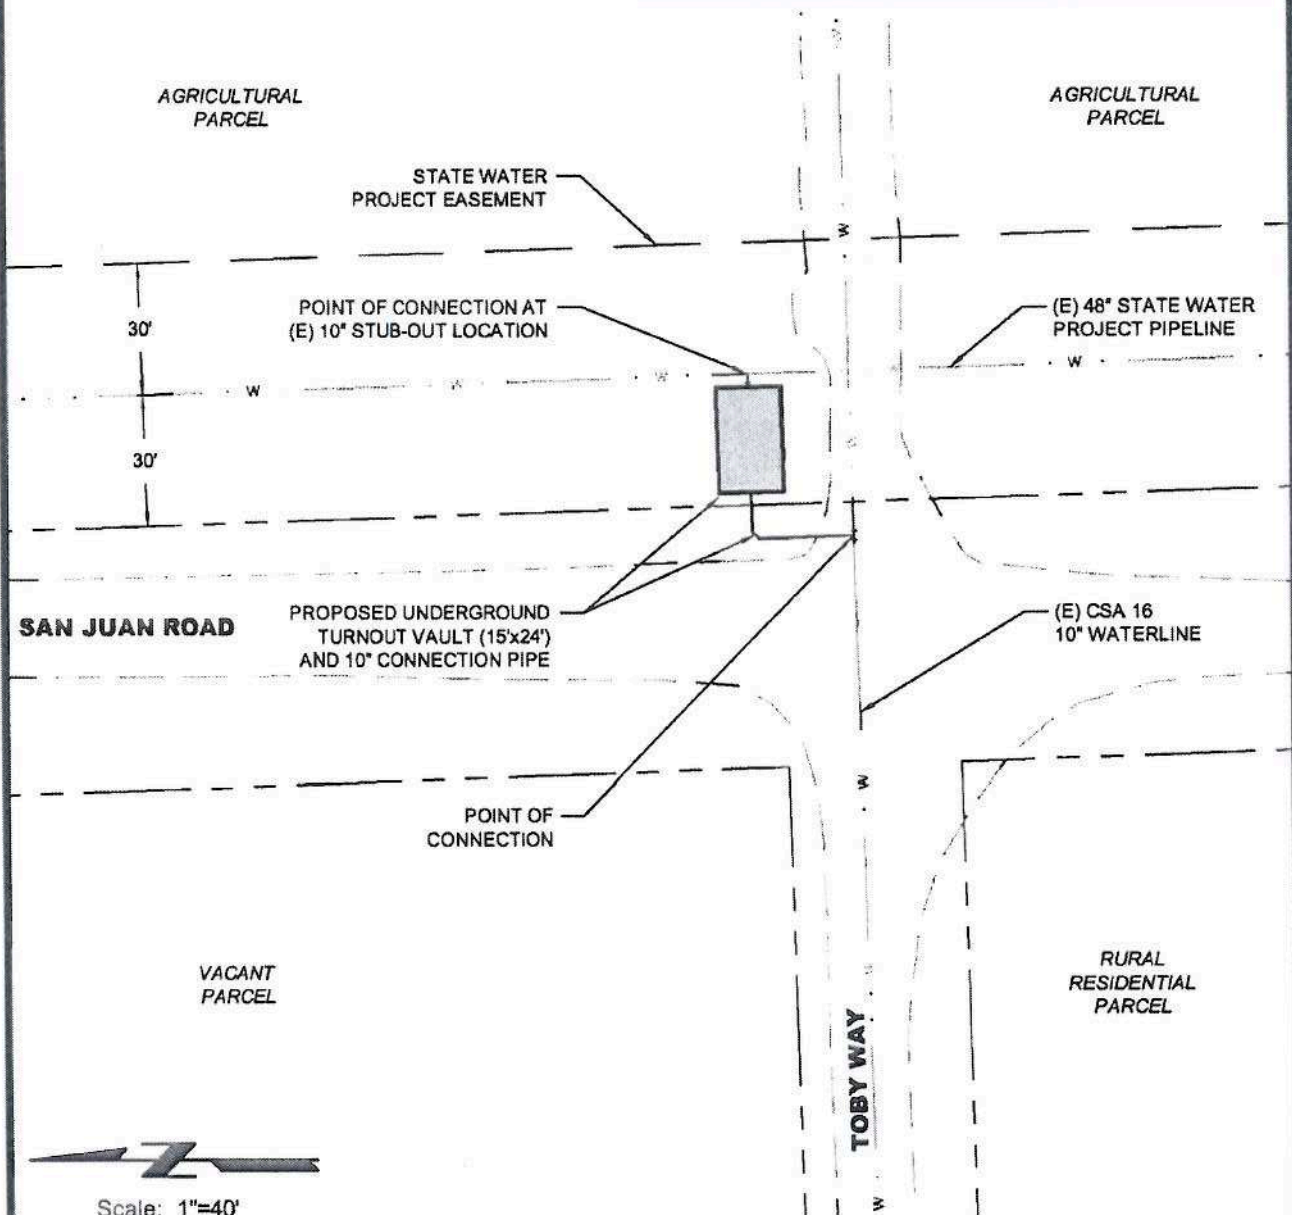 AGRICULTURAL
PARCEL
AGRICULTURAL
PARCEL
STATE WATER
PROJECT EASEMENT
W
W
30'
POINT OF CONNECTION AT
(E) 10" STUB-OUT LOCATION
(E) 48" STATE WATER
PROJECT PIPELINE
W
W
W
W
W
30'
SAN JUAN ROAD
PROPOSED UNDERGROUND
TURNOUT VAULT (15'x24')
AND 10" CONNECTION PIPE
(E) CSA 16
10" WATERLINE
W
POINT OF
CONNECTION
VACANT
PARCEL
RURAL
RESIDENTIAL
PARCEL
TOBY WAY
W
W
Z
Scale: 1"=40'